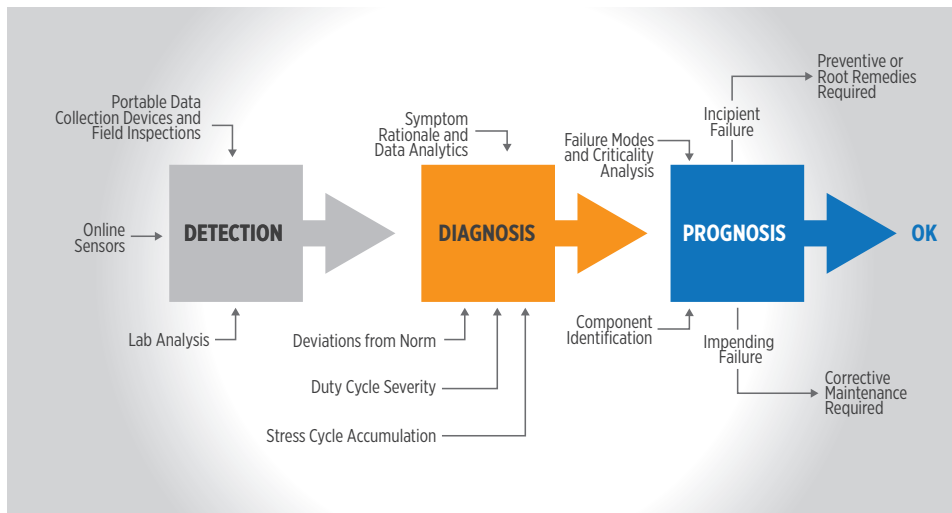 Portable Data
Collection Devices and
Field Inspections
Online
Sensors
Lab Analysis
DETECTION
Symptom
Rationale and
Data Analytics
DIAGNOSIS
Deviations from Norm
Duty Cycle Severity
Stress Cycle Accumulation
Failure Modes
and Criticality
Analysis
Component
Identification
PROGNOSIS
Incipient
Failure
Preventive or
Root Remedies
Required
Impending
Failure
Corrective
Maintenance
Required
OK